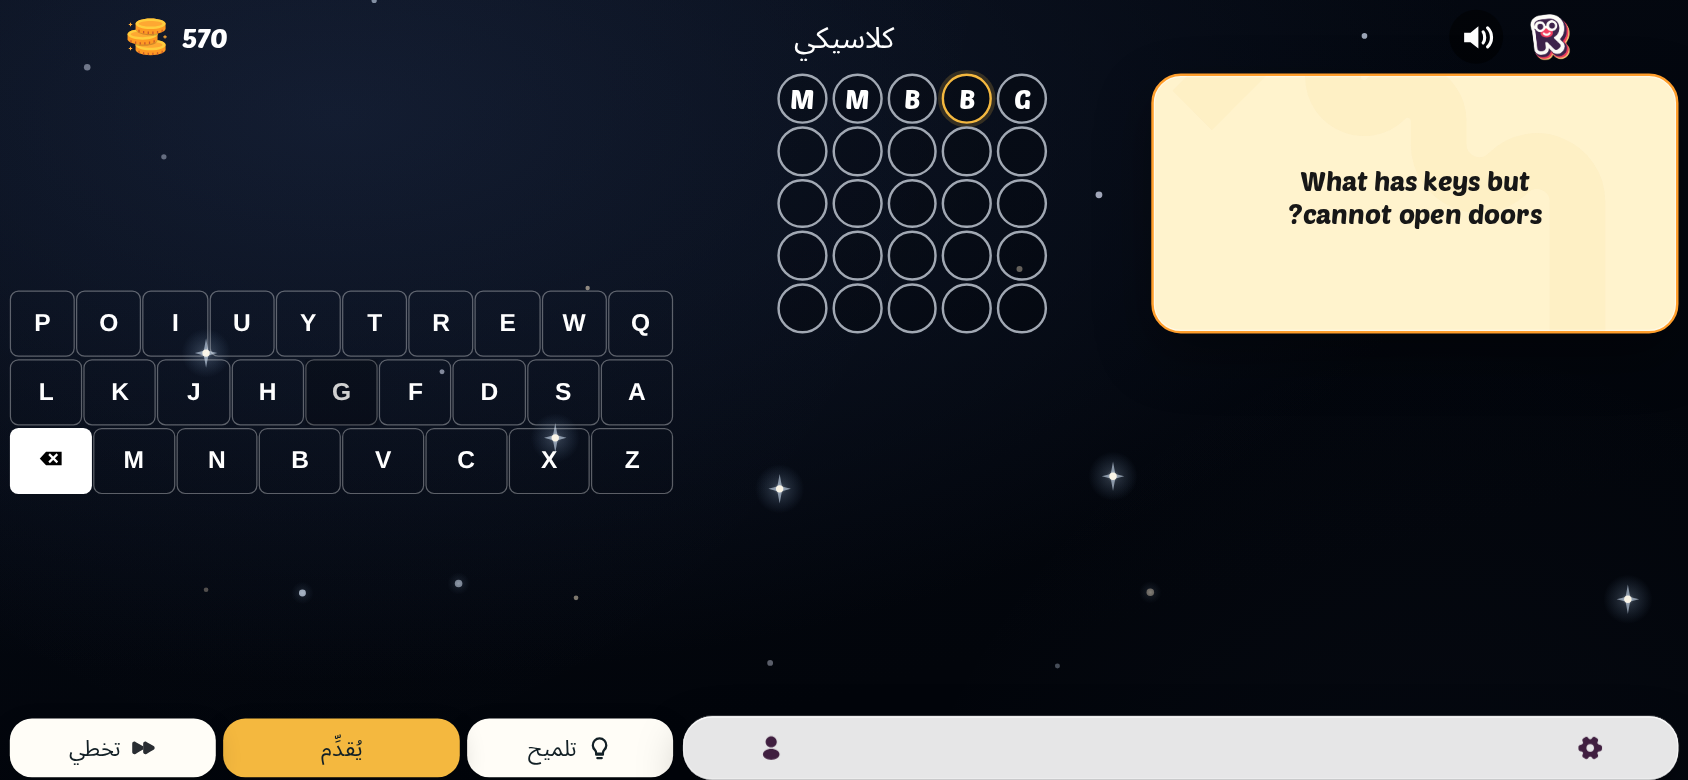 570
كلاسيكي
M M B B G
What has keys but
?cannot open doors
P O I U Y T R E W Q
L K J H G F D S A
M N B V C X Z
تخطي
يُقدِّم
تلميح